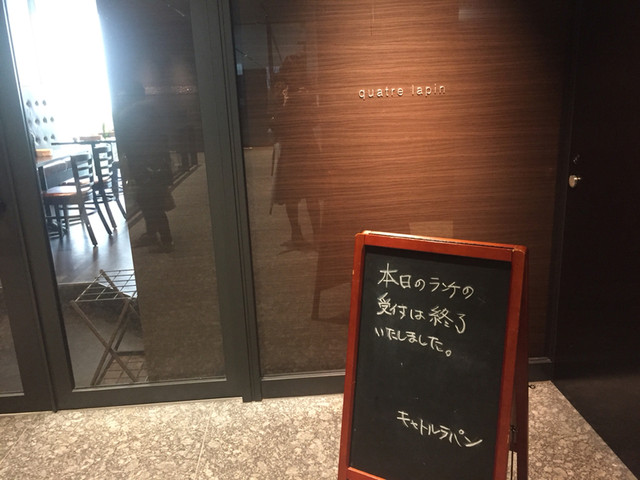 quatre lapin
本日のランチの
受付は終了
いたしました。
キャトルラパン